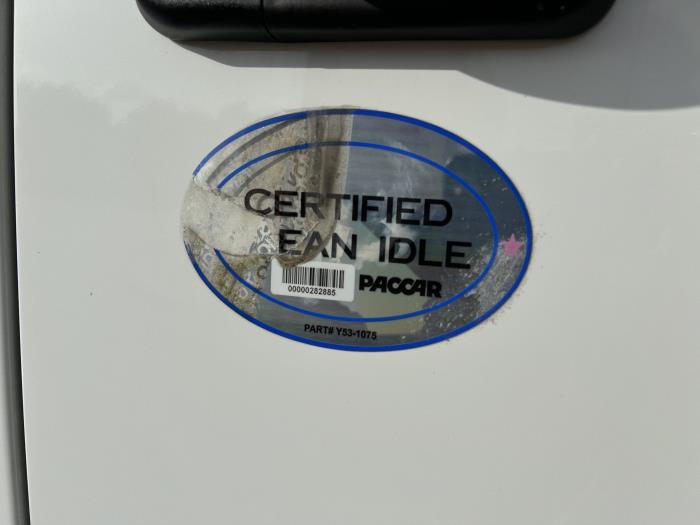 CERTIFIED
EAN IDLE
00000282885
PACCAR
PART# Y53-1075